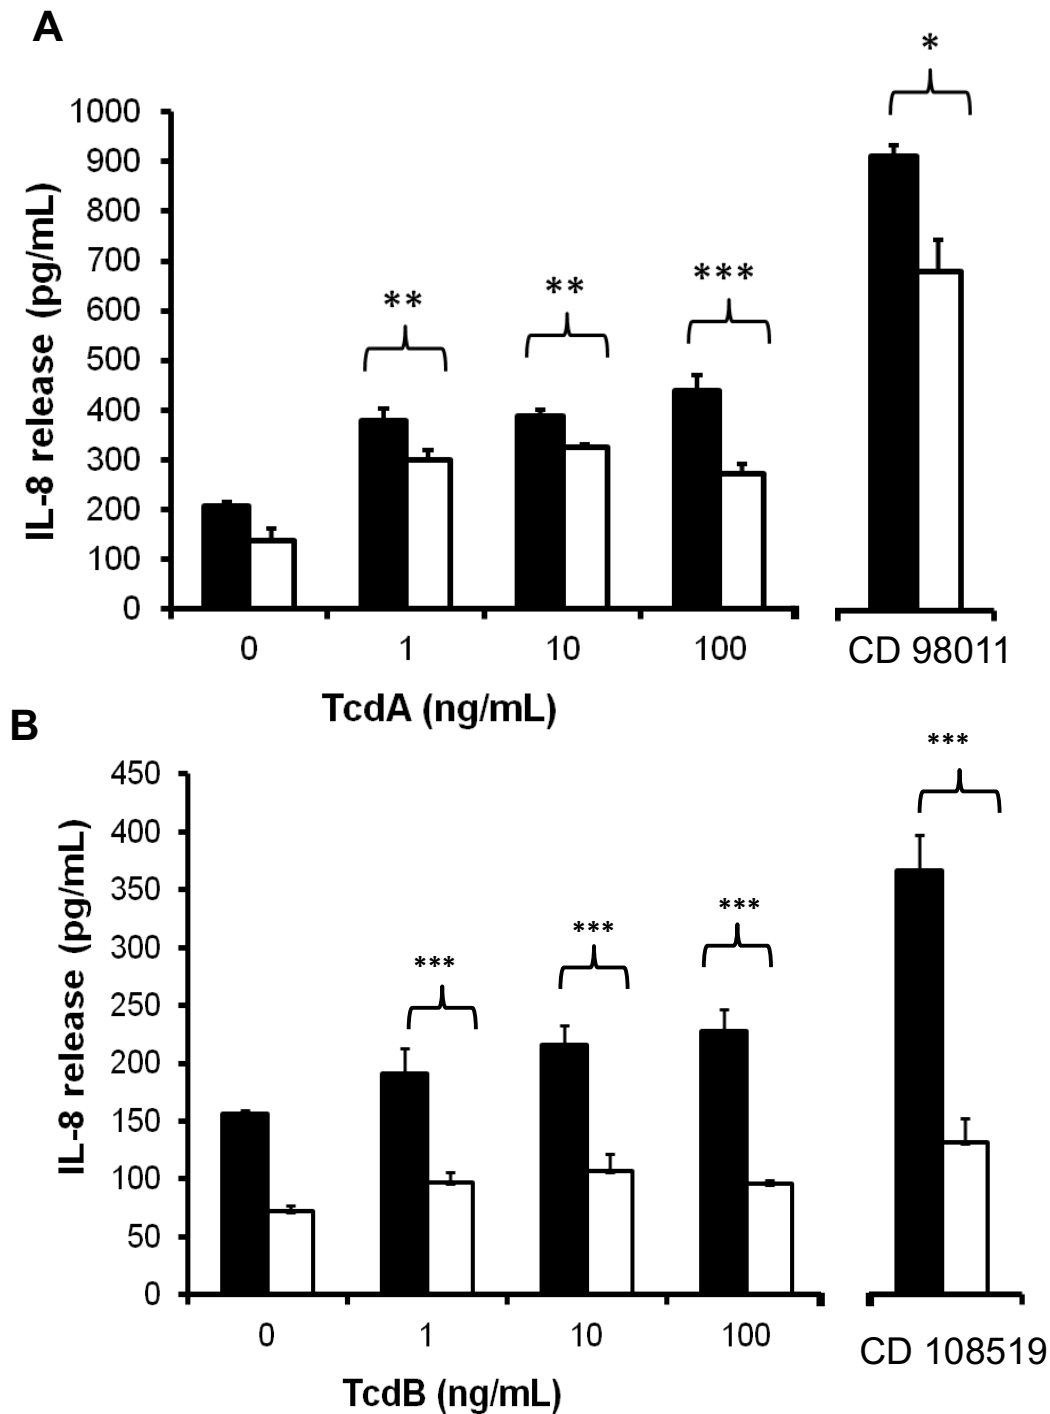 A
*
1000
900
800
700
600
500
400
300
200
100
0
IL-8 release (pg/mL)
**
**
***
0 1 10 100
CD 98011
TcdA (ng/mL)
B
***
450
400
350
300
250
200
150
100
50
0
IL-8 release (pg/mL)
***
***
***
0 1 10 100
CD 108519
TcdB (ng/mL)